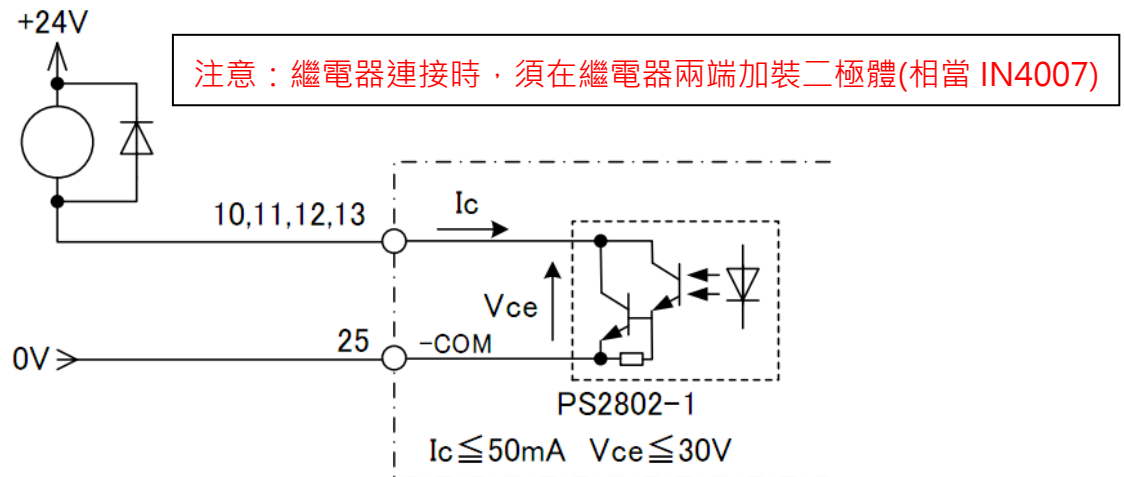 +24V
注意：繼電器連接時，須在繼電器兩端加裝二極體(相當 IN4007)
10,11,12,13
Ic
Vce
25
-COM
0V
PS2802-1
Ic≦50mA Vce≦30V